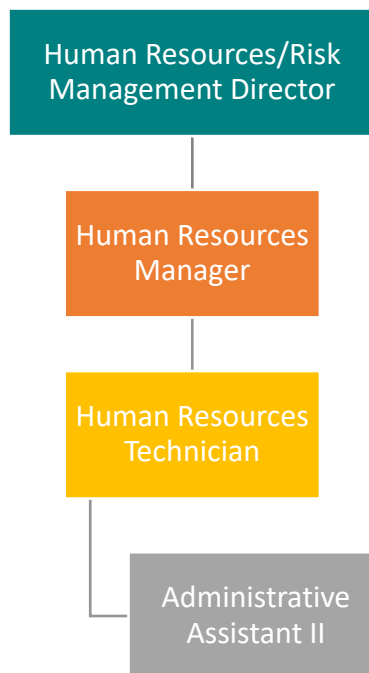 Human Resources/Risk
Management Director
Human Resources
Manager
Human Resources
Technician
Administrative
Assistant II